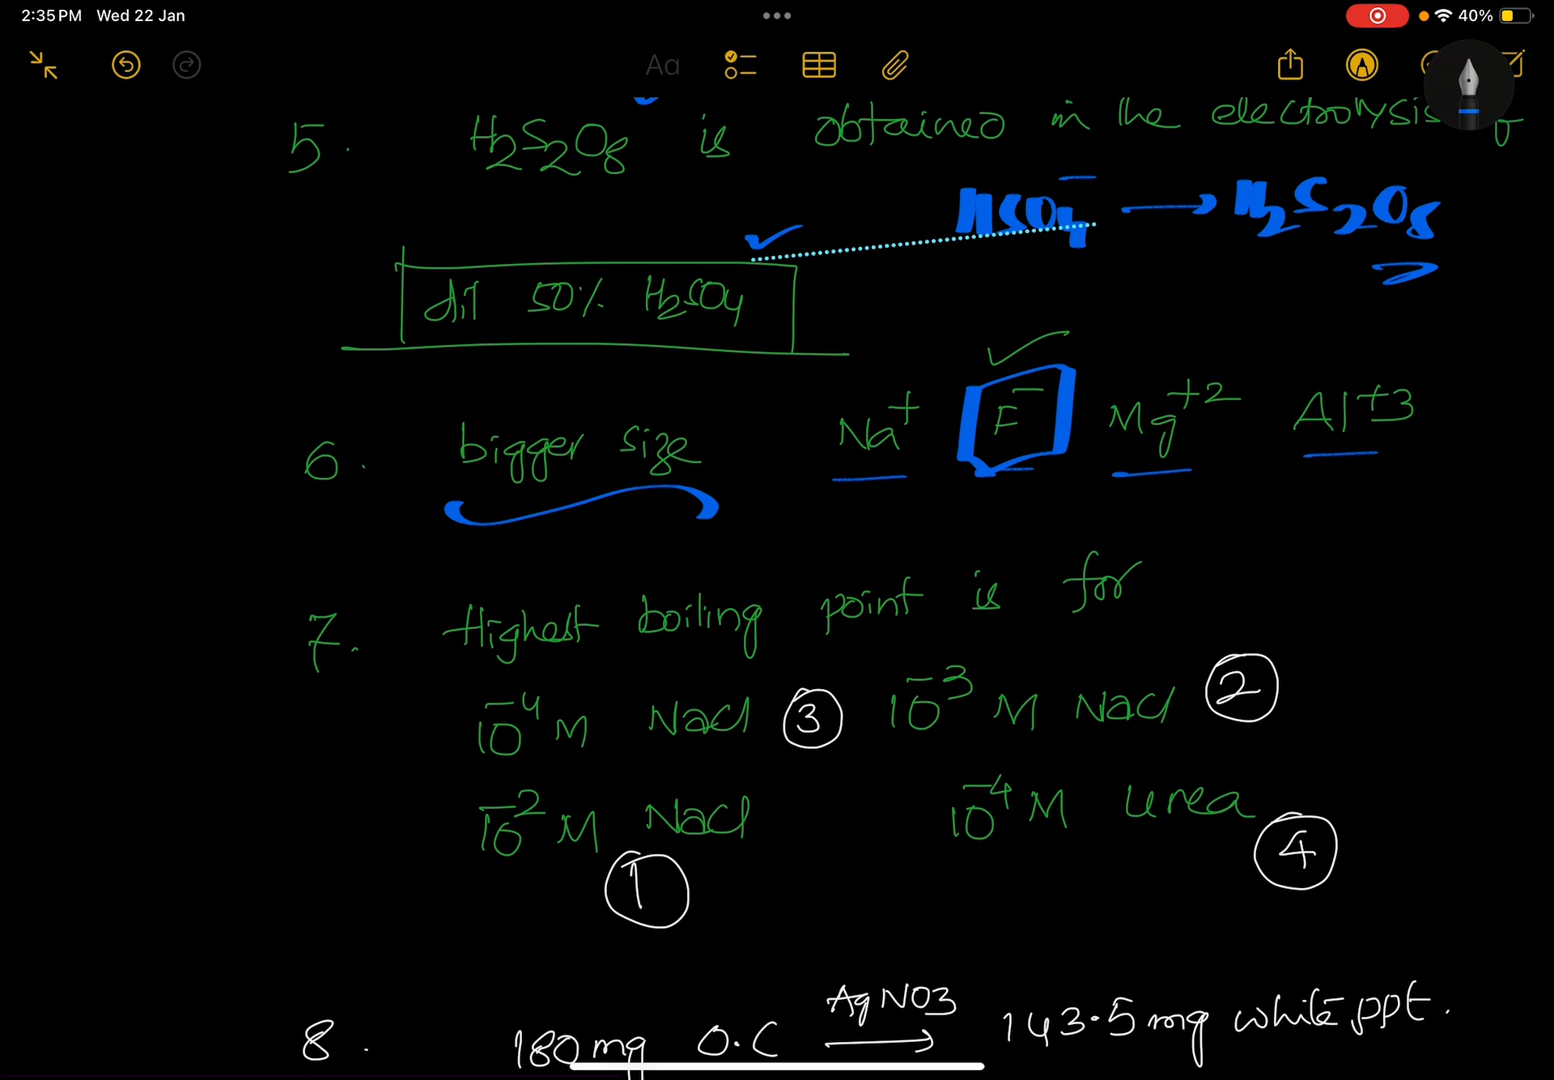 2:35 PM Wed 22 Jan
40%
Aa
5. H2S2O8 is obtained in the electrolysis of
HSO4⁻ → H2S2O8
dil 50% H2SO4
6. bigger size Na⁺ F⁻ Mg⁺² Al⁺³
7. Highest boiling point is for
10⁻⁴ M NaCl ③ 10⁻³ M NaCl ②
10⁻² M NaCl ① 10⁻⁴ M urea ④
AgNO3
8. 180 mg O.C → 143.5 mg white ppt.